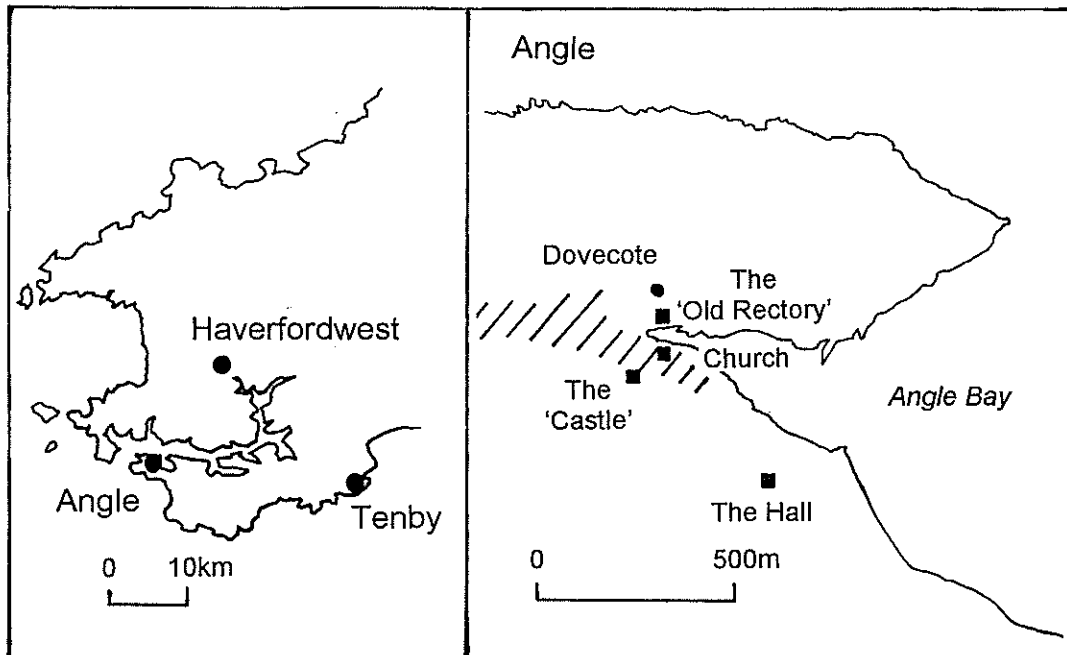 Haverfordwest
Angle
Tenby
0 10km
Angle
Dovecote
The
'Old Rectory'
Church
The
'Castle'
Angle Bay
The Hall
0 500m